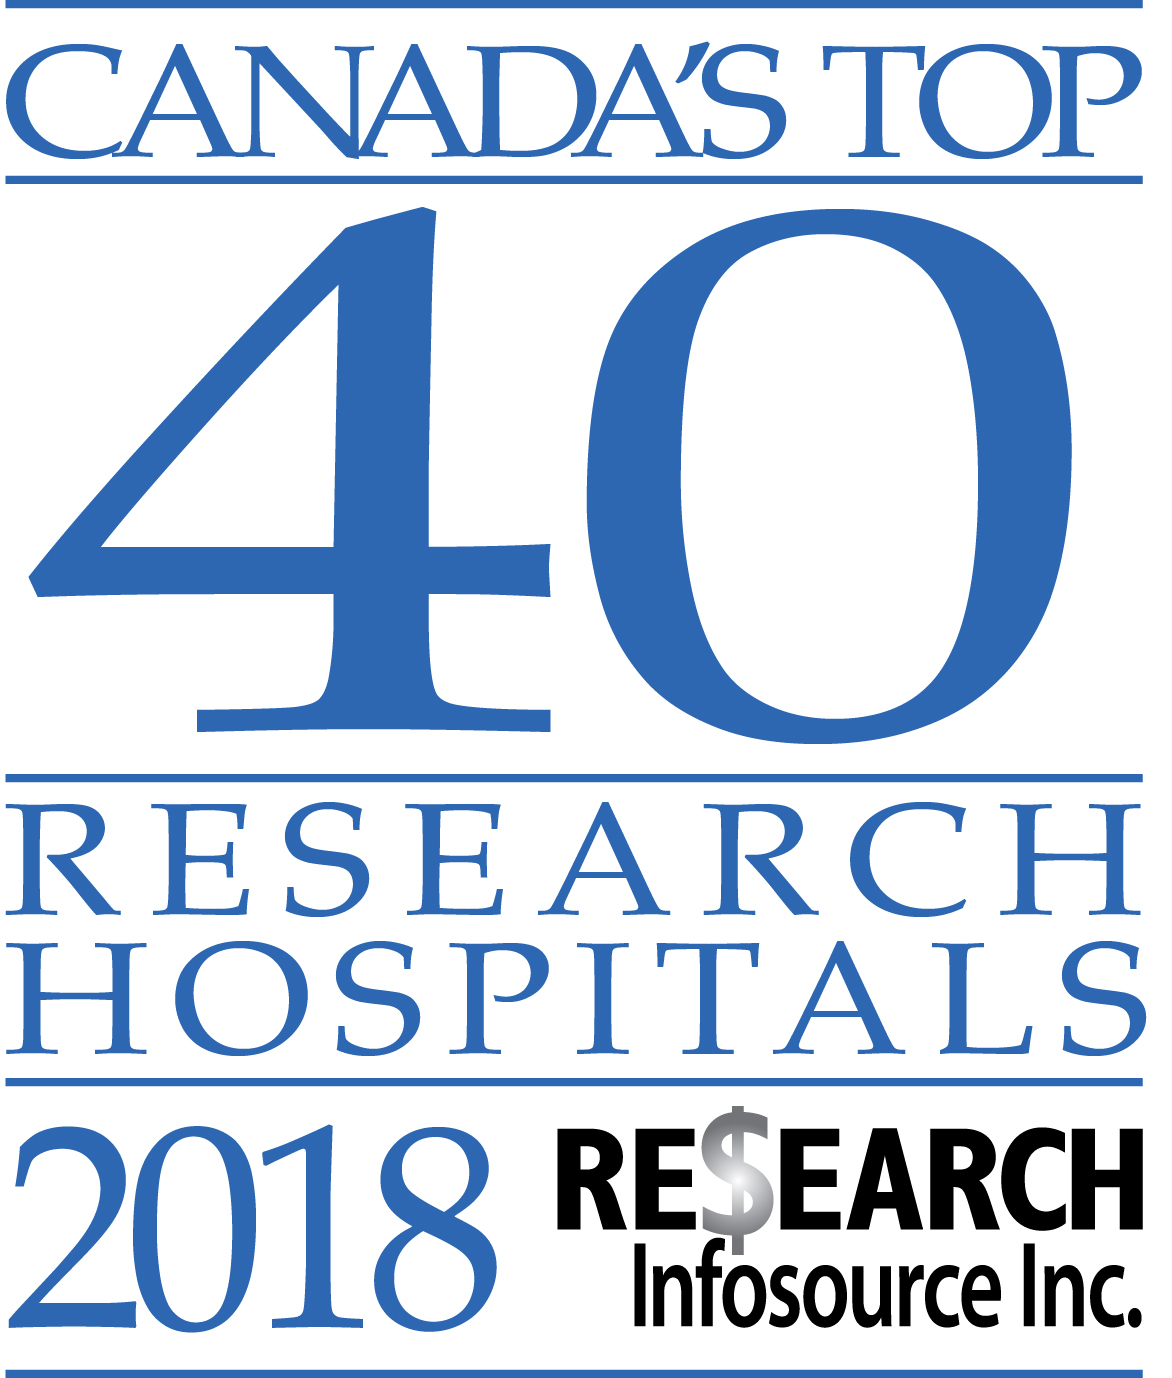 CANADA'S TOP
40
RESEARCH
HOSPITALS
2018
RE$EARCH
Infosource Inc.